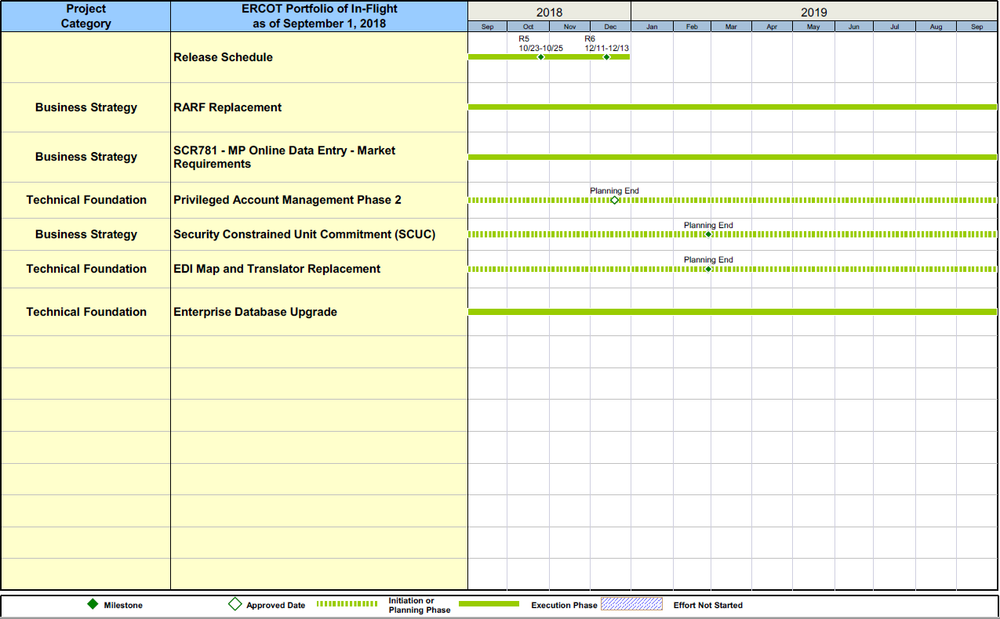 Project
Category
ERCOT Portfolio of In-Flight
as of September 1, 2018
2018
2019
Sep
Oct
Nov
Dec
Jan
Feb
Mar
Apr
May
Jun
Jul
Aug
Sep
Release Schedule
R5
10/23-10/25
R6
12/11-12/13
Business Strategy
RARF Replacement
Business Strategy
SCR781 - MP Online Data Entry - Market
Requirements
Technical Foundation
Privileged Account Management Phase 2
Planning End
Business Strategy
Security Constrained Unit Commitment (SCUC)
Planning End
Technical Foundation
EDI Map and Translator Replacement
Planning End
Technical Foundation
Enterprise Database Upgrade
Milestone
Approved Date
Initiation or
Planning Phase
Execution Phase
Effort Not Started